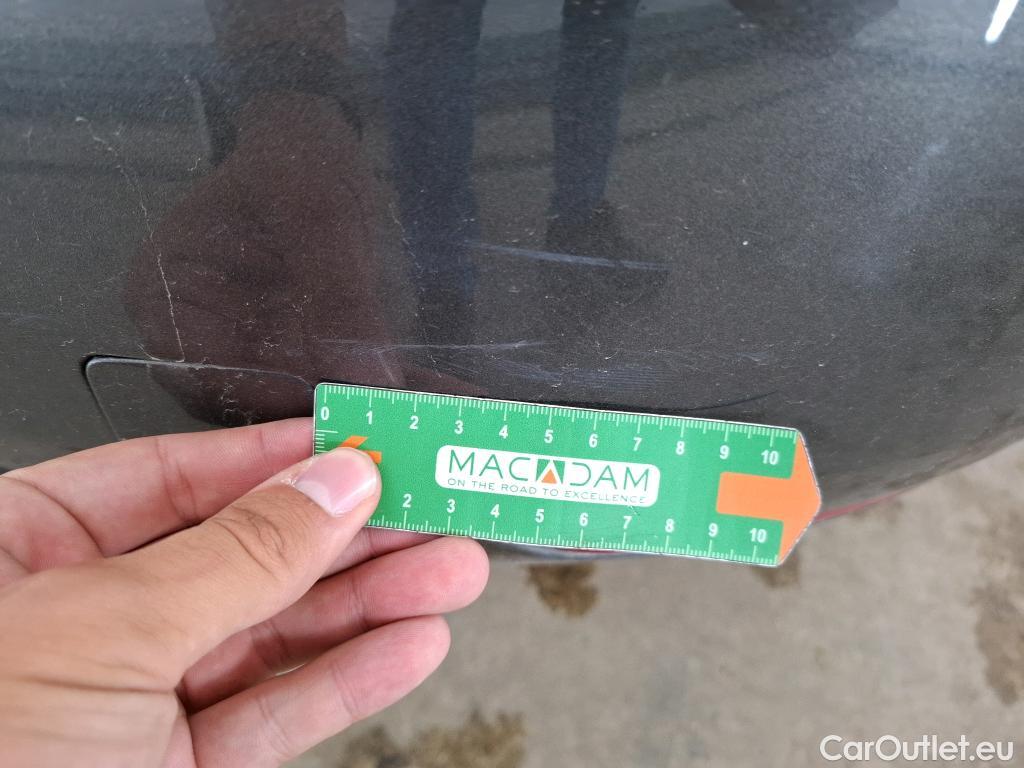 0 1 2 3 4 5 6 7 8 9 10
MACADAM
ON THE ROAD TO EXCELLENCE
2 3 4 5 6 7 8 9 10
CarOutlet.eu